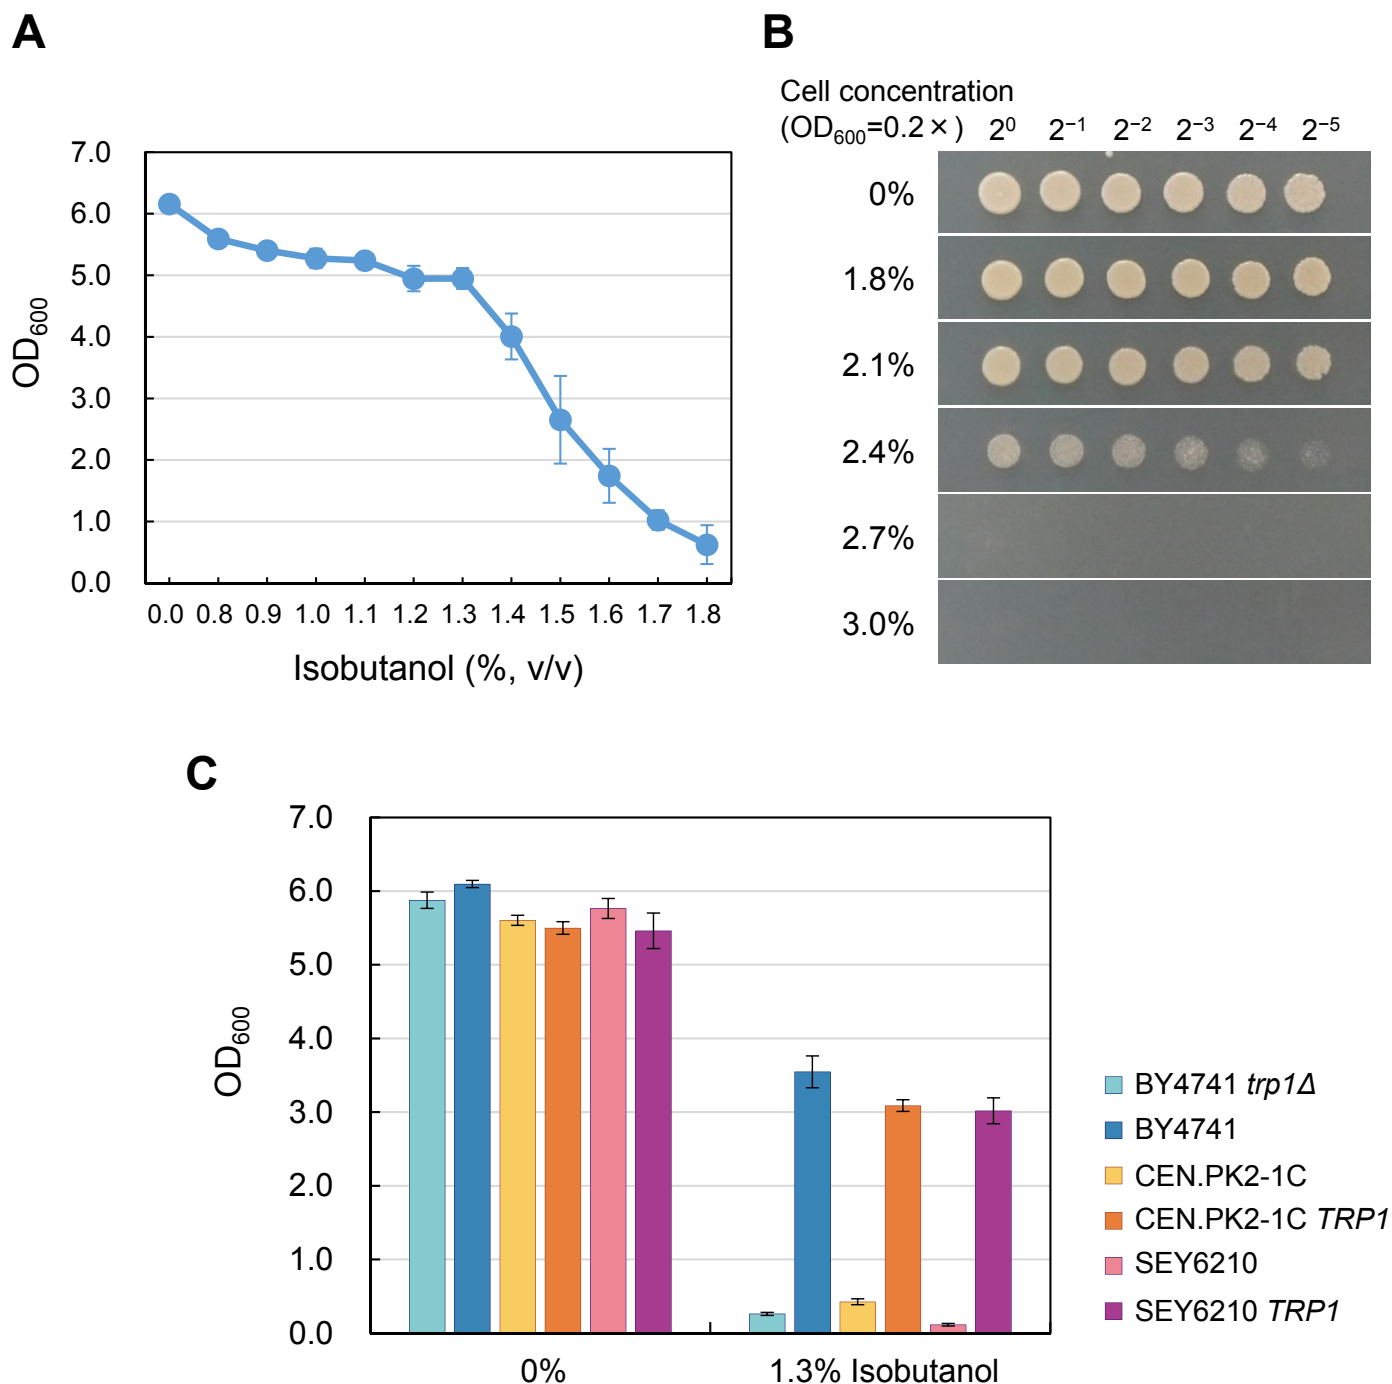 A
7.0
6.0
5.0
4.0
3.0
2.0
1.0
0.0
OD600
0.0 0.8 0.9 1.0 1.1 1.2 1.3 1.4 1.5 1.6 1.7 1.8
Isobutanol (%, v/v)
B
Cell concentration
(OD600=0.2×) 2⁰ 2⁻¹ 2⁻² 2⁻³ 2⁻⁴ 2⁻⁵
0%
1.8%
2.1%
2.4%
2.7%
3.0%
C
7.0
6.0
5.0
4.0
3.0
2.0
1.0
0.0
OD600
0% 1.3% Isobutanol
BY4741 trp1Δ
BY4741
CEN.PK2-1C
CEN.PK2-1C TRP1
SEY6210
SEY6210 TRP1